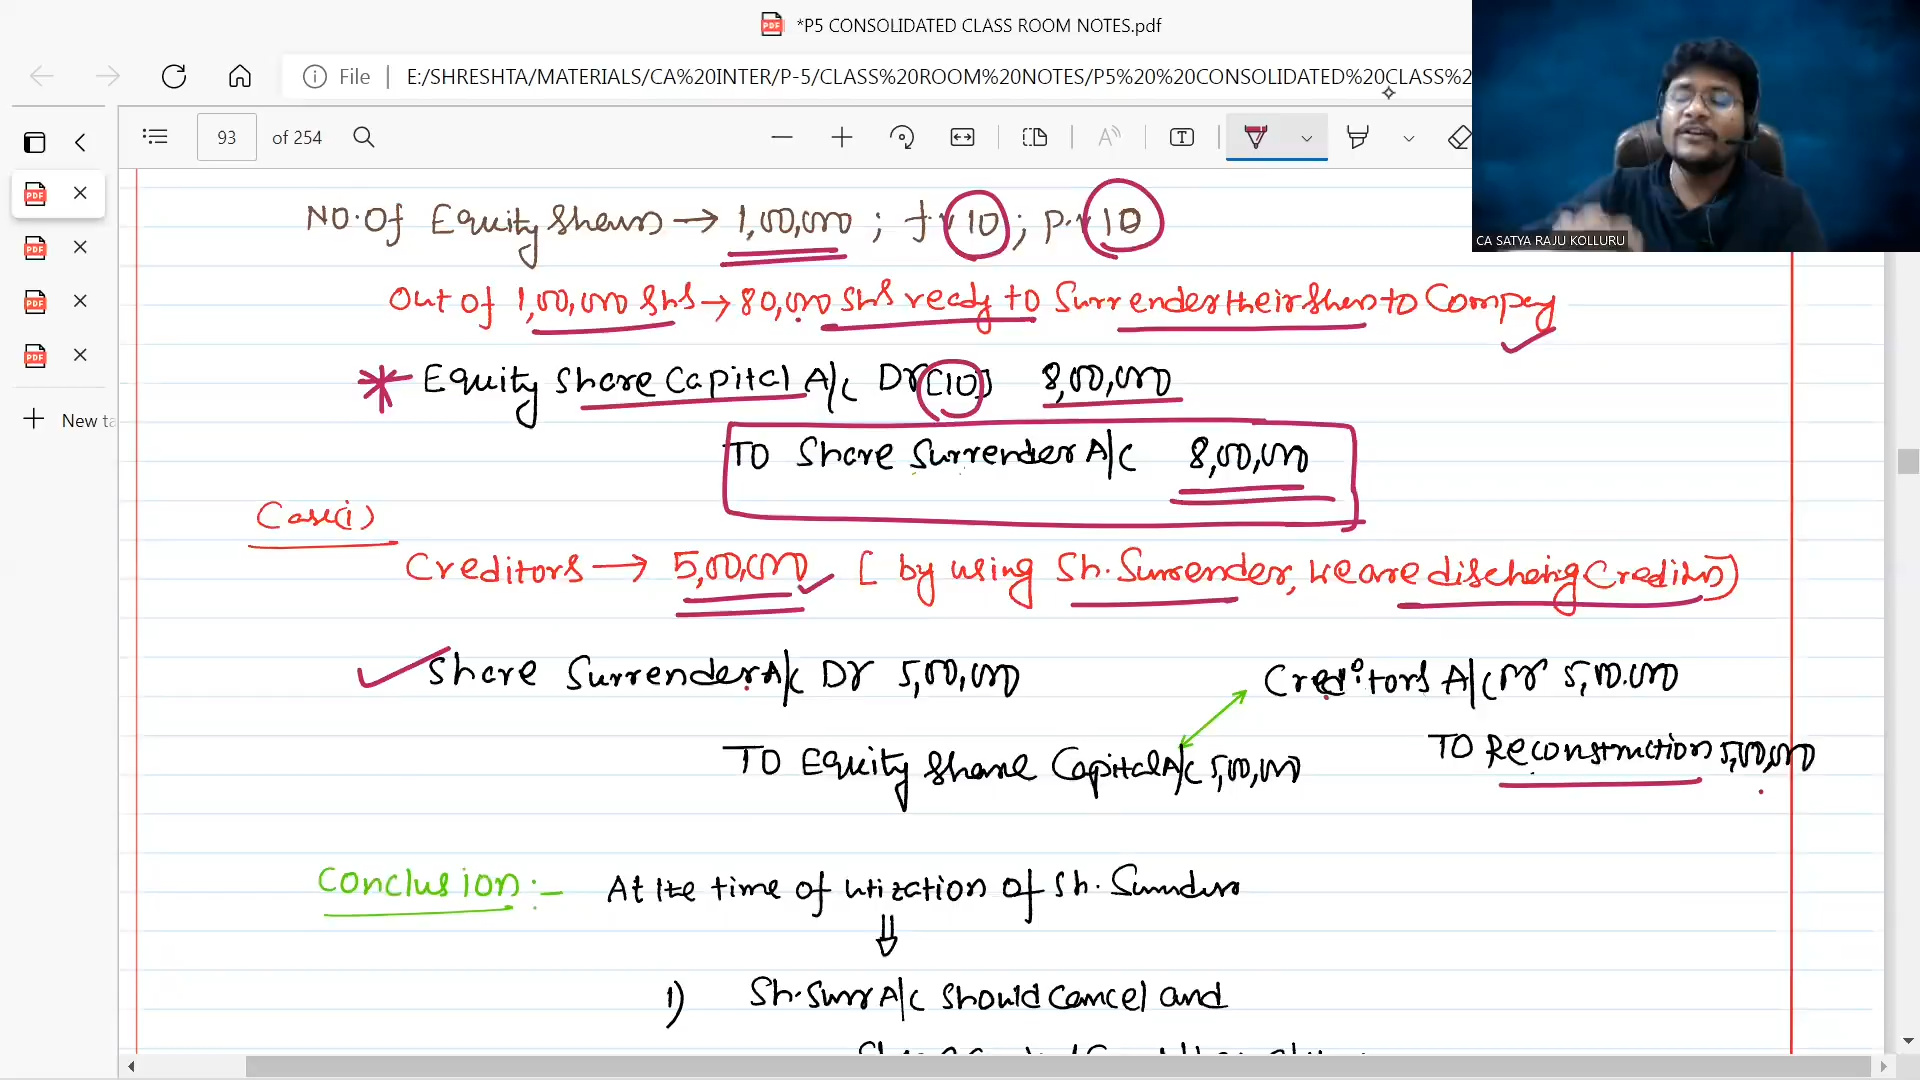 *P5 CONSOLIDATED CLASS ROOM NOTES.pdf
File | E:/SHRESHTA/MATERIALS/CA%20INTER/P-5/CLASS%20ROOM%20NOTES/P5%20%20CONSOLIDATED%20CLASS%2
93 of 254
CA SATYA RAJU KOLLURU
New ta
NO.Of Equity Shares → 1,00,000 ; f.v 10 ; P.v 10
Out of 1,00,000 Shs → 80,000 Shs ready to Surrender their Shares to Company
* Equity Share Capital A/c Dr [10] 8,00,000
TO Share Surrender A/C 8,00,000
Case(i)
Creditors → 5,00,000 [ by using Sh. Surrender, we are discharing Creditors)
Share Surrender A/c Dr 5,00,000
Creditors A/c Dr 5,00,000
TO Equity Share Capital A/c 5,00,000
TO Reconstruction 5,00,000
Conclusion :-
At the time of utization of Sh. Surrender
⇓
1) Sh. Surr A/c Should Cancel and